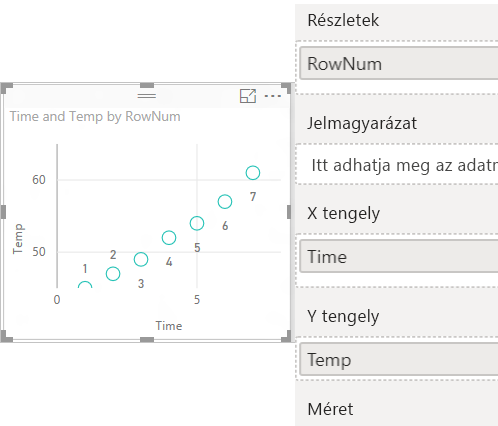 Time and Temp by RowNum
60
50
Temp
1
2
3
4
5
6
7
0
5
Time
Részletek
RowNum
Jelmagyarázat
Itt adhatja meg az adatr
X tengely
Time
Y tengely
Temp
Méret